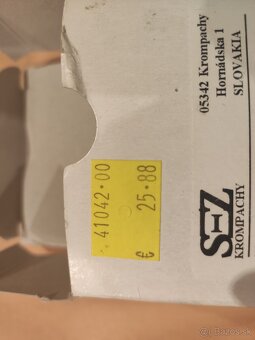 41042·00
€ 25·88
SEZ
KROMPACHY
05342 Krompachy
Hornádska 1
SLOVAKIA